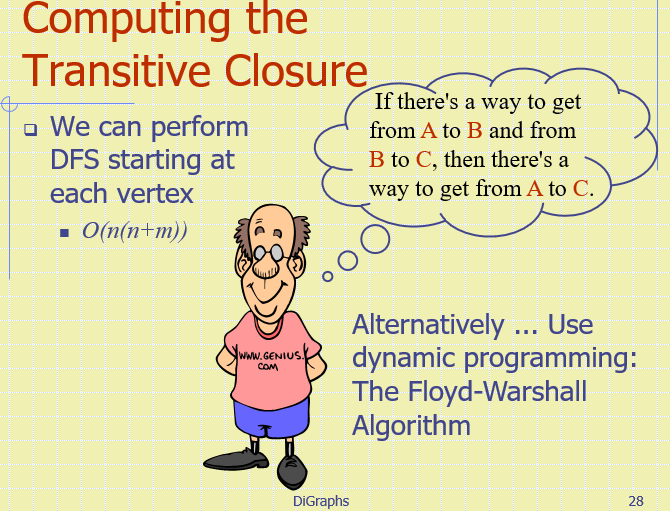 Computing the
Transitive Closure
❑ We can perform
DFS starting at
each vertex
■ O(n(n+m))
If there's a way to get
from A to B and from
B to C, then there's a
way to get from A to C.
WWW.GENIUS.
COM
Alternatively ... Use
dynamic programming:
The Floyd-Warshall
Algorithm
DiGraphs
28